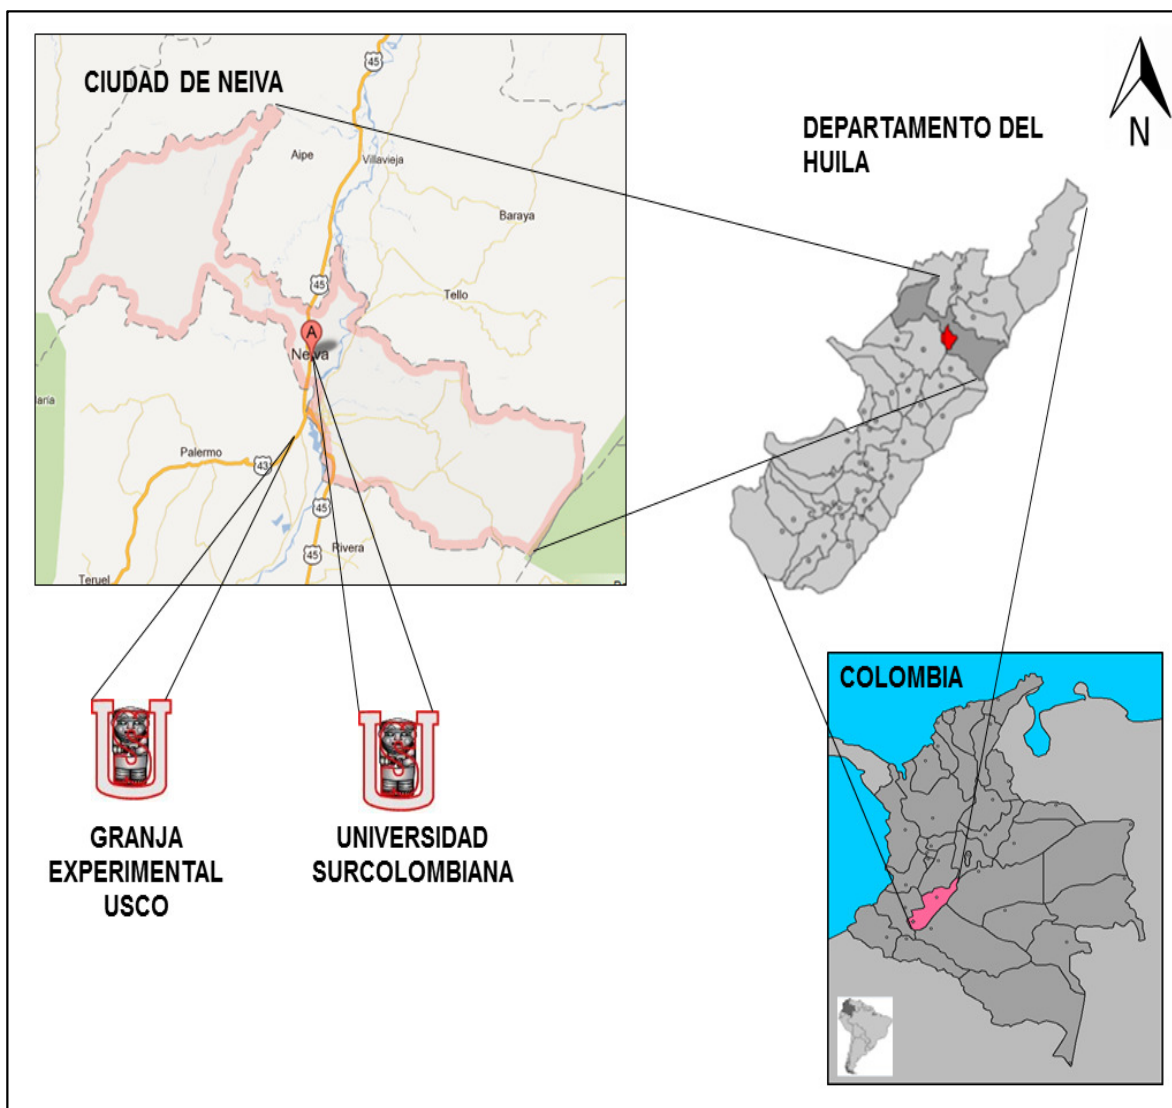 CIUDAD DE NEIVA
45
Aipe
Villavieja
Baraya
45
Tello
A
Neiva
Palermo
43
45
45
Rivera
Teruel
DEPARTAMENTO DEL
HUILA
N
COLOMBIA
GRANJA
EXPERIMENTAL
USCO
UNIVERSIDAD
SURCOLOMBIANA